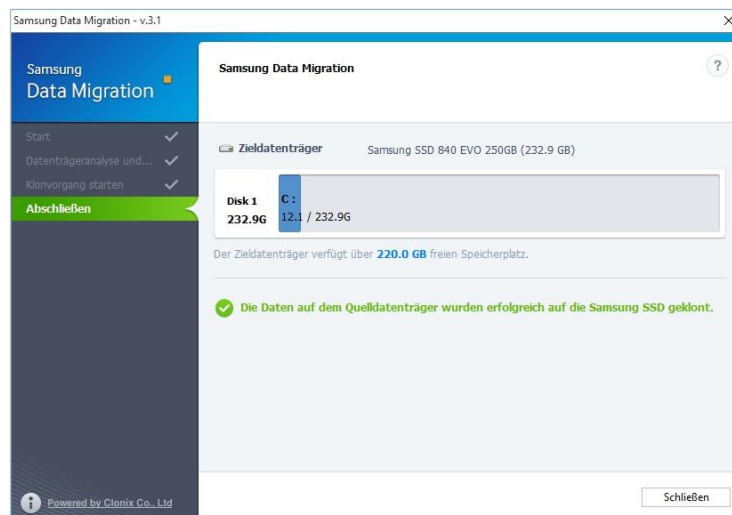 Samsung Data Migration - v.3.1
Samsung
Data Migration
Start
Datenträgeranalyse und...
Klonvorgang starten
Abschließen
Powered by Clonix Co., Ltd
Samsung Data Migration
?
Zieldatenträger
Samsung SSD 840 EVO 250GB (232.9 GB)
Disk 1
232.9G
C :
12.1 / 232.9G
Der Zieldatenträger verfügt über 220.0 GB freien Speicherplatz.
Die Daten auf dem Quelldatenträger wurden erfolgreich auf die Samsung SSD geklont.
Schließen